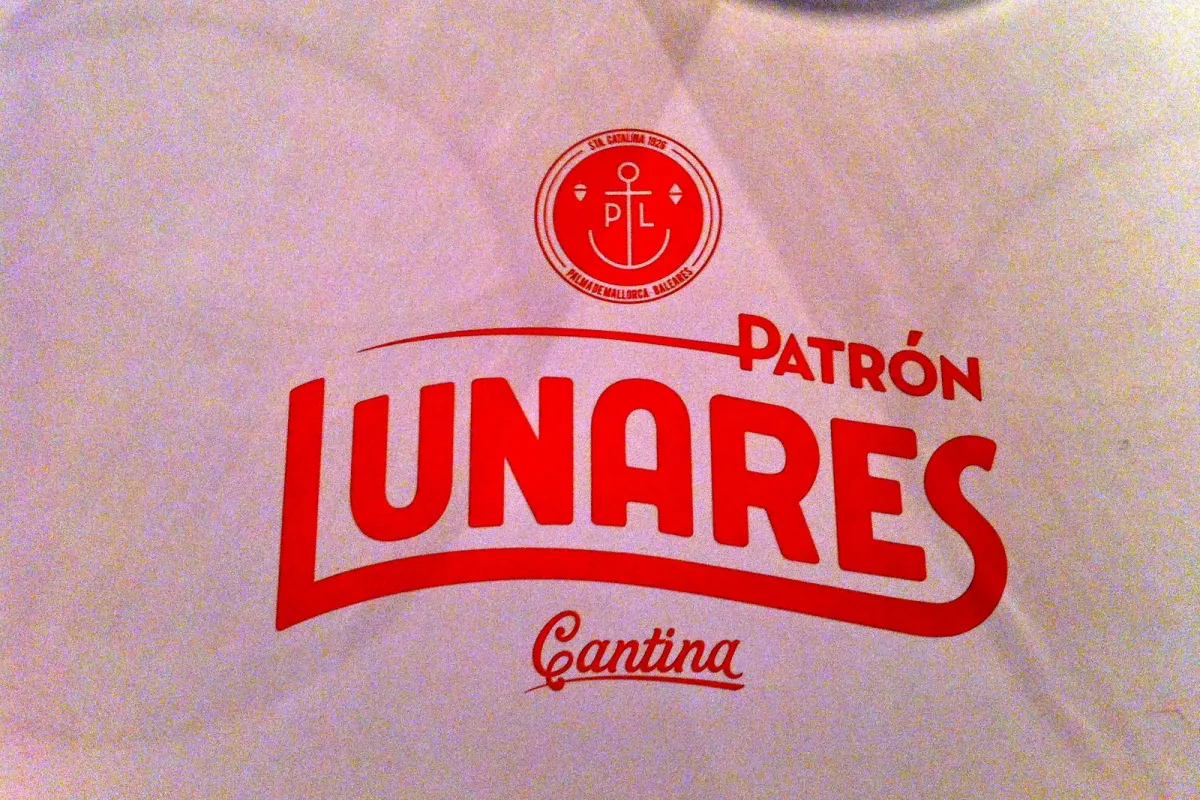 STA. CATALINA 1926
P L
PALMA DE MALLORCA - BALEARES
PATRÓN
LUNARES
Cantina